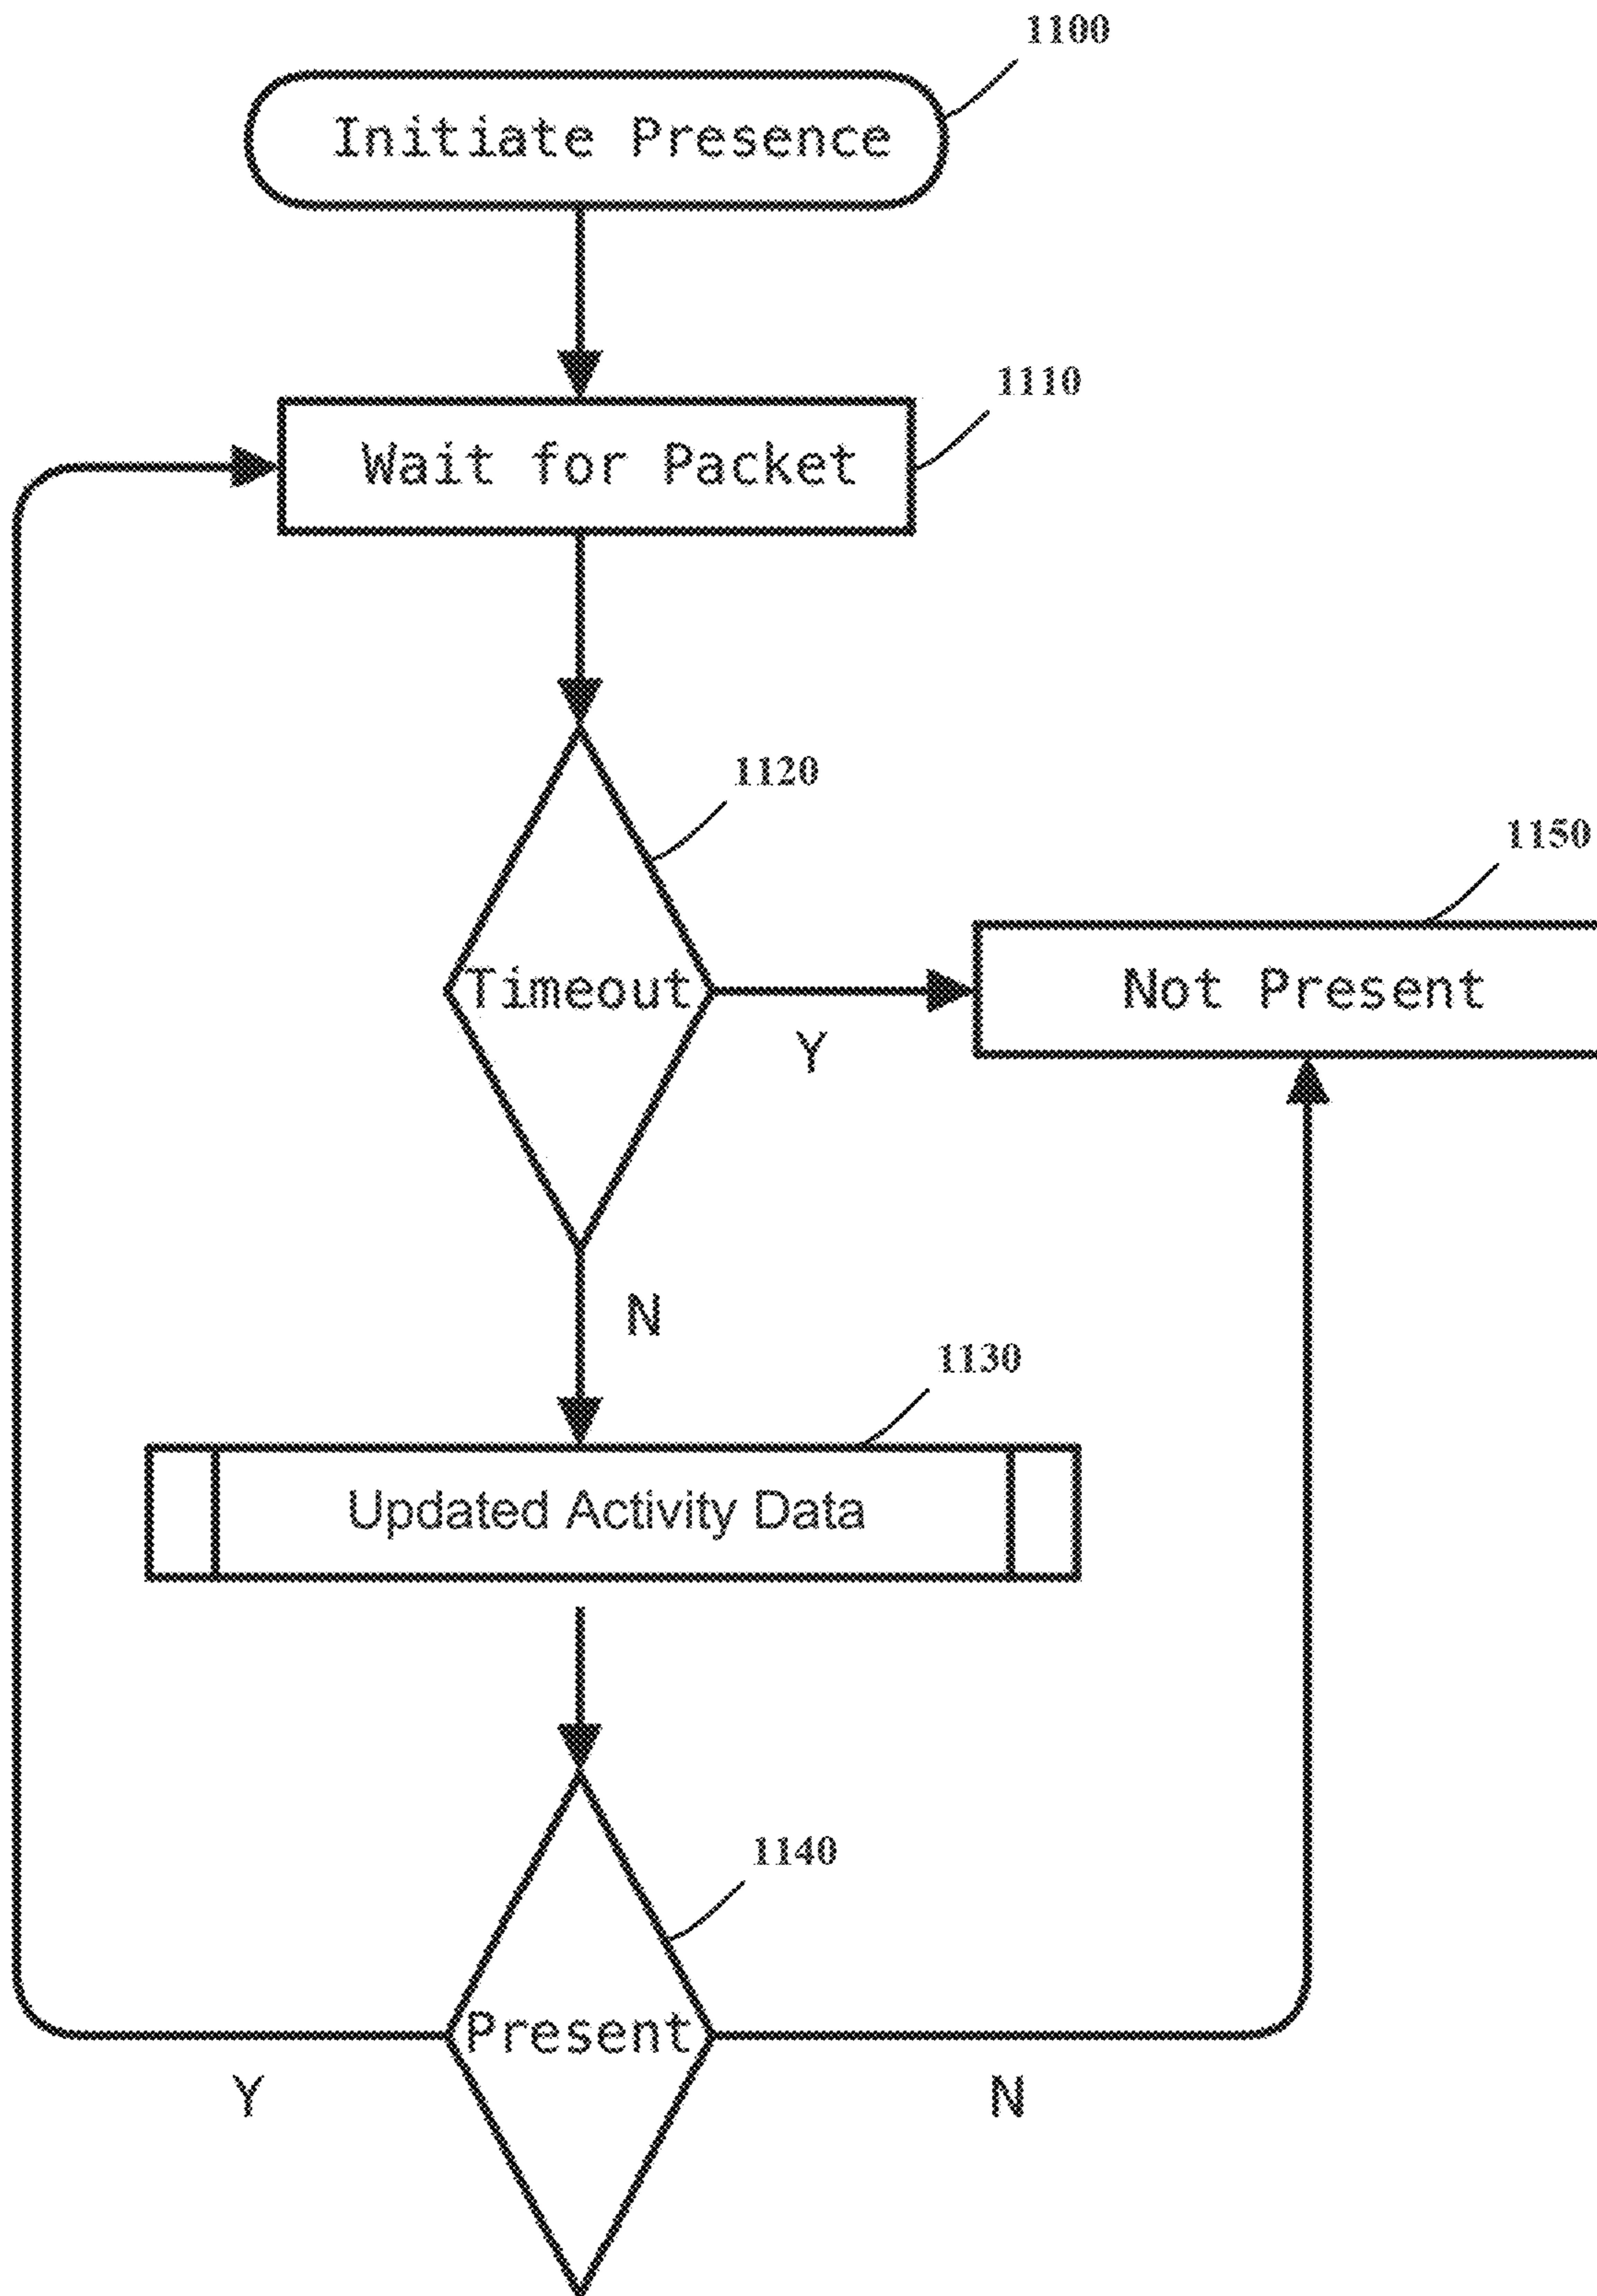 1100
Initiate Presence
1110
Wait for Packet
1120
1150
Timeout
Not Present
Y
N
1130
Updated Activity Data
1140
Present
Y
N